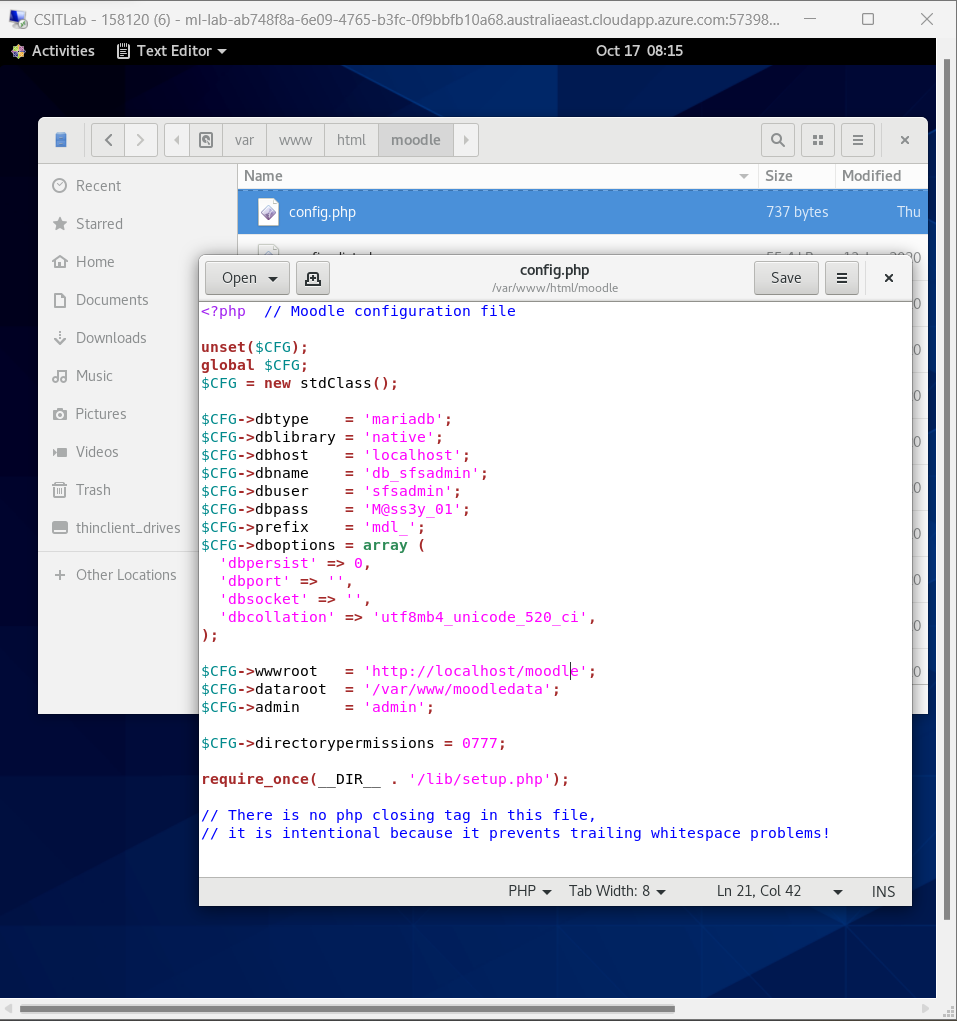 CSITLab - 158120 (6) - ml-lab-ab748f8a-6e09-4765-b3fc-0f9bbfb10a68.australiaeast.cloudapp.azure.com:57398...
Activities Text Editor Oct 17 08:15
var www html moodle
Name Size Modified
Recent
config.php 737 bytes Thu
Starred
Home
Documents
Downloads
Music
Pictures
Videos
Trash
thinclient_drives
Other Locations
Open config.php Save
/var/www/html/moodle
<?php  // Moodle configuration file
unset($CFG);
global $CFG;
$CFG = new stdClass();
$CFG->dbtype    = 'mariadb';
$CFG->dblibrary = 'native';
$CFG->dbhost    = 'localhost';
$CFG->dbname    = 'db_sfsadmin';
$CFG->dbuser    = 'sfsadmin';
$CFG->dbpass    = 'M@ss3y_01';
$CFG->prefix    = 'mdl_';
$CFG->dboptions = array (
  'dbpersist' => 0,
  'dbport' => '',
  'dbsocket' => '',
  'dbcollation' => 'utf8mb4_unicode_520_ci',
);
$CFG->wwwroot   = 'http://localhost/moodle';
$CFG->dataroot  = '/var/www/moodledata';
$CFG->admin     = 'admin';
$CFG->directorypermissions = 0777;
require_once(__DIR__ . '/lib/setup.php');
// There is no php closing tag in this file,
// it is intentional because it prevents trailing whitespace problems!
PHP Tab Width: 8 Ln 21, Col 42 INS